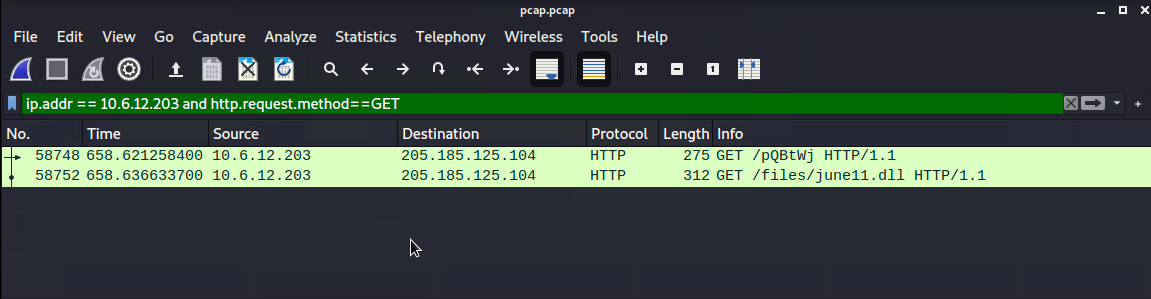 pcap.pcap
File Edit View Go Capture Analyze Statistics Telephony Wireless Tools Help
ip.addr == 10.6.12.203 and http.request.method==GET
No. Time Source Destination Protocol Length Info
58748 658.621258400 10.6.12.203 205.185.125.104 HTTP 275 GET /pQBtWj HTTP/1.1
58752 658.636633700 10.6.12.203 205.185.125.104 HTTP 312 GET /files/june11.dll HTTP/1.1